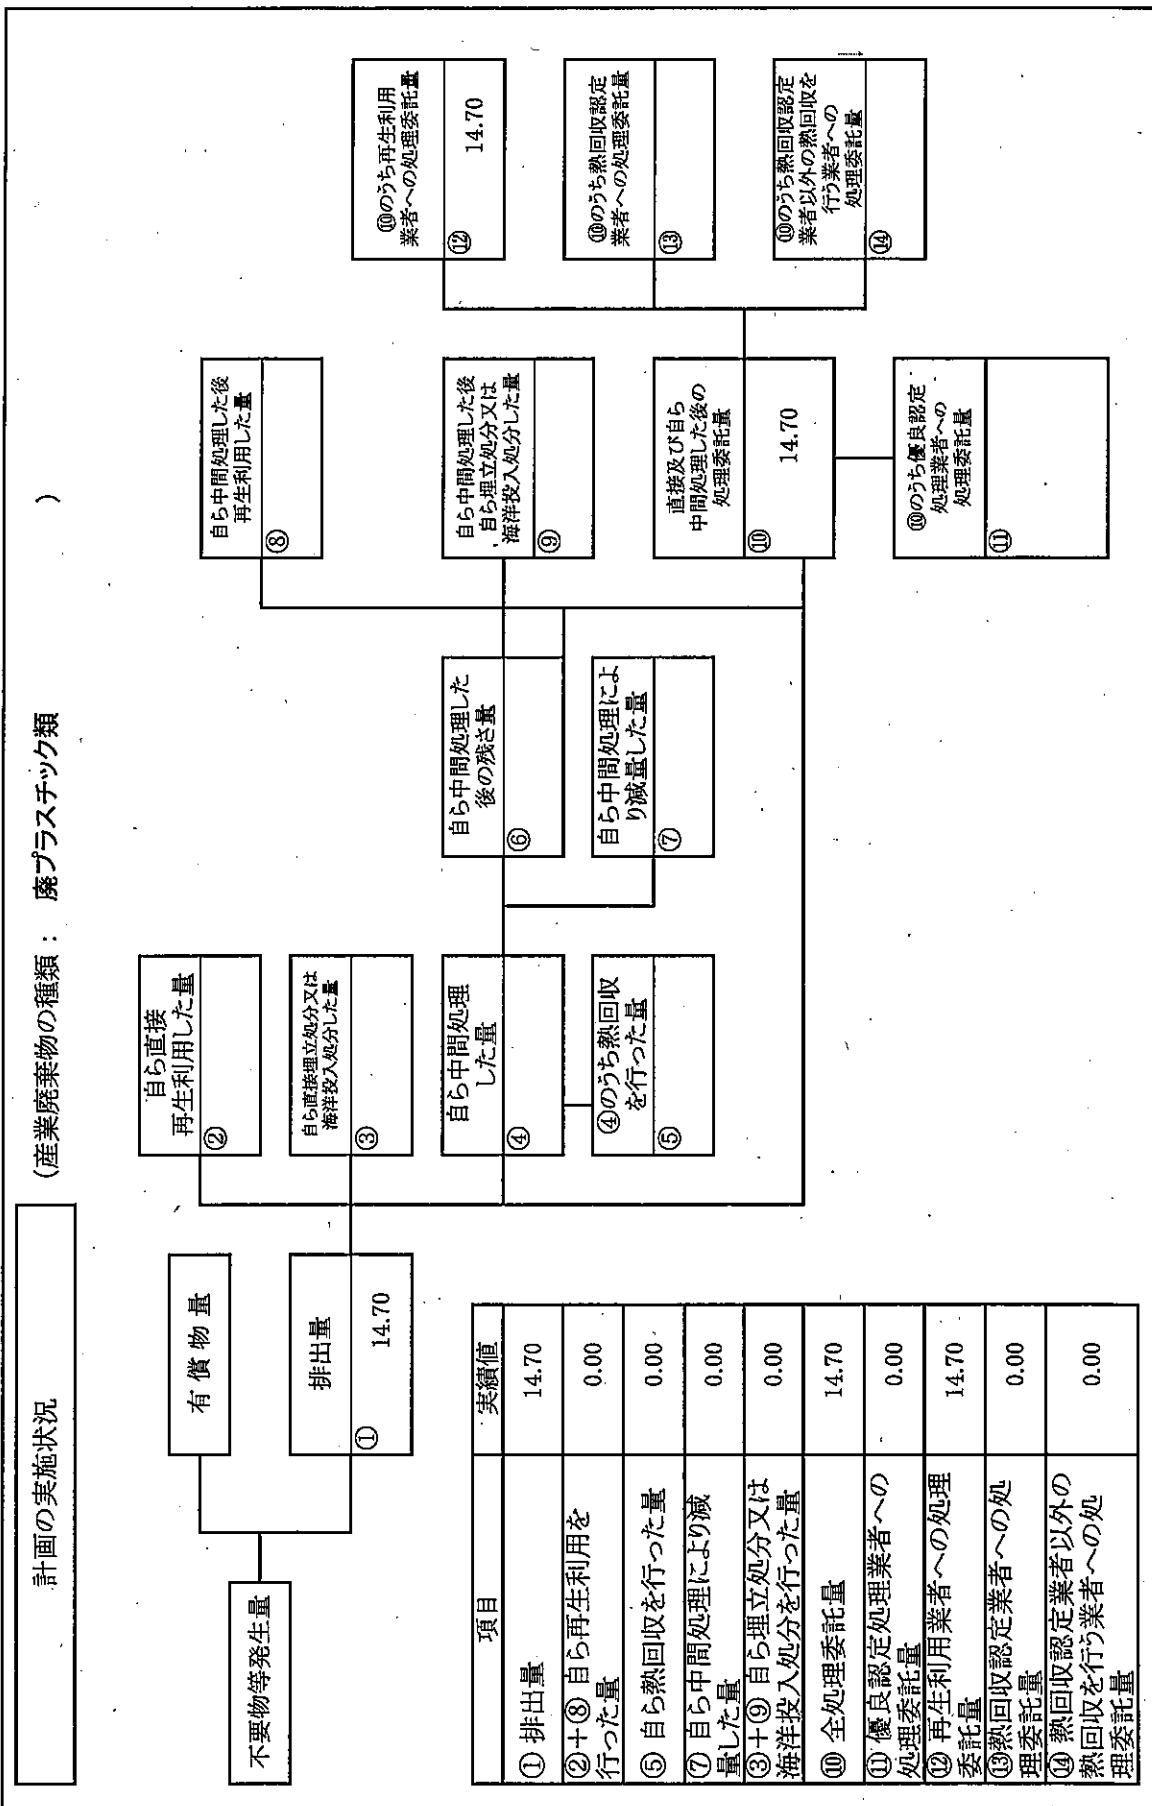 計画の実施状況
(産業廃棄物の種類： 廃プラスチック類 )
不要物等発生量
有償物量
排出量
① 14.70
自ら直接
再生利用した量
②
自ら直接埋立処分又は
海洋投入処分した量
③
自ら中間処理
した量
④
④のうち熱回収
を行った量
⑤
自ら中間処理した
後の残さ量
⑥
自ら中間処理によ
り減量した量
⑦
自ら中間処理した後
再生利用した量
⑧
自ら中間処理した後
自ら埋立処分又は
海洋投入処分した量
⑨
直接及び自ら
中間処理した後の
処理委託量
⑩ 14.70
⑩のうち優良認定
処理業者への
処理委託量
⑪
⑩のうち再生利用
業者への処理委託量
⑫ 14.70
⑩のうち熱回収認定
業者への処理委託量
⑬
⑩のうち熱回収認定
業者以外の熱回収を
行う業者への
処理委託量
⑭
項目 実績値
① 排出量 14.70
②＋⑧ 自ら再生利用を
行った量 0.00
⑤ 自ら熱回収を行った量 0.00
⑦ 自ら中間処理により減
量した量 0.00
③＋⑨ 自ら埋立処分又は
海洋投入処分を行った量 0.00
⑩ 全処理委託量 14.70
⑪ 優良認定処理業者への
処理委託量 0.00
⑫ 再生利用業者への処理
委託量 14.70
⑬熱回収認定業者への処
理委託量 0.00
⑭ 熱回収認定業者以外の
熱回収を行う業者への処
理委託量 0.00